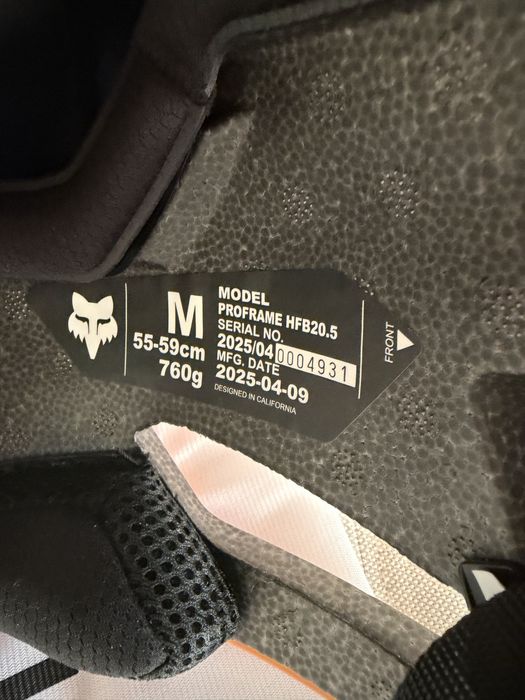 M
55-59cm
760g
MODEL
PROFRAME HFB20.5
SERIAL NO.
2025/04 0004931
MFG. DATE
2025-04-09
DESIGNED IN CALIFORNIA
FRONT